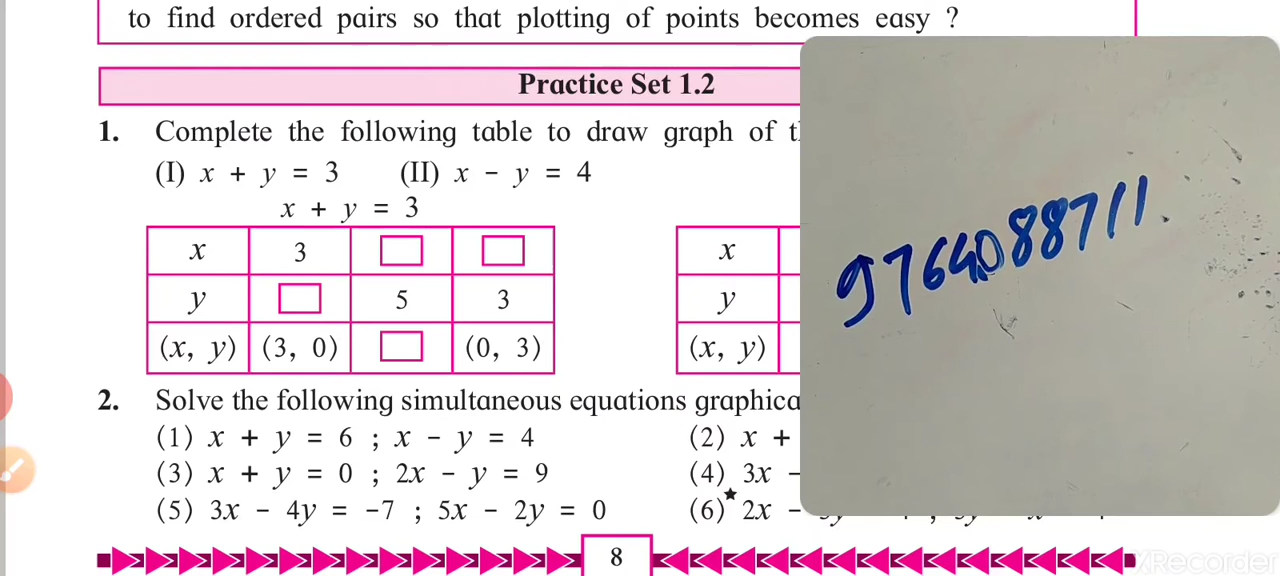 to find ordered pairs so that plotting of points becomes easy ?
Practice Set 1.2
1. Complete the following table to draw graph of
(I) x + y = 3 (II) x - y = 4
x + y = 3
x 3
y 5 3
(x, y) (3, 0) (0, 3)
x
y
(x, y)
9764088711
2. Solve the following simultaneous equations
(1) x + y = 6 ; x - y = 4 (2) x +
(3) x + y = 0 ; 2x - y = 9 (4) 3x -
(5) 3x - 4y = -7 ; 5x - 2y = 0 (6)★ 2x -
8
XRecorder